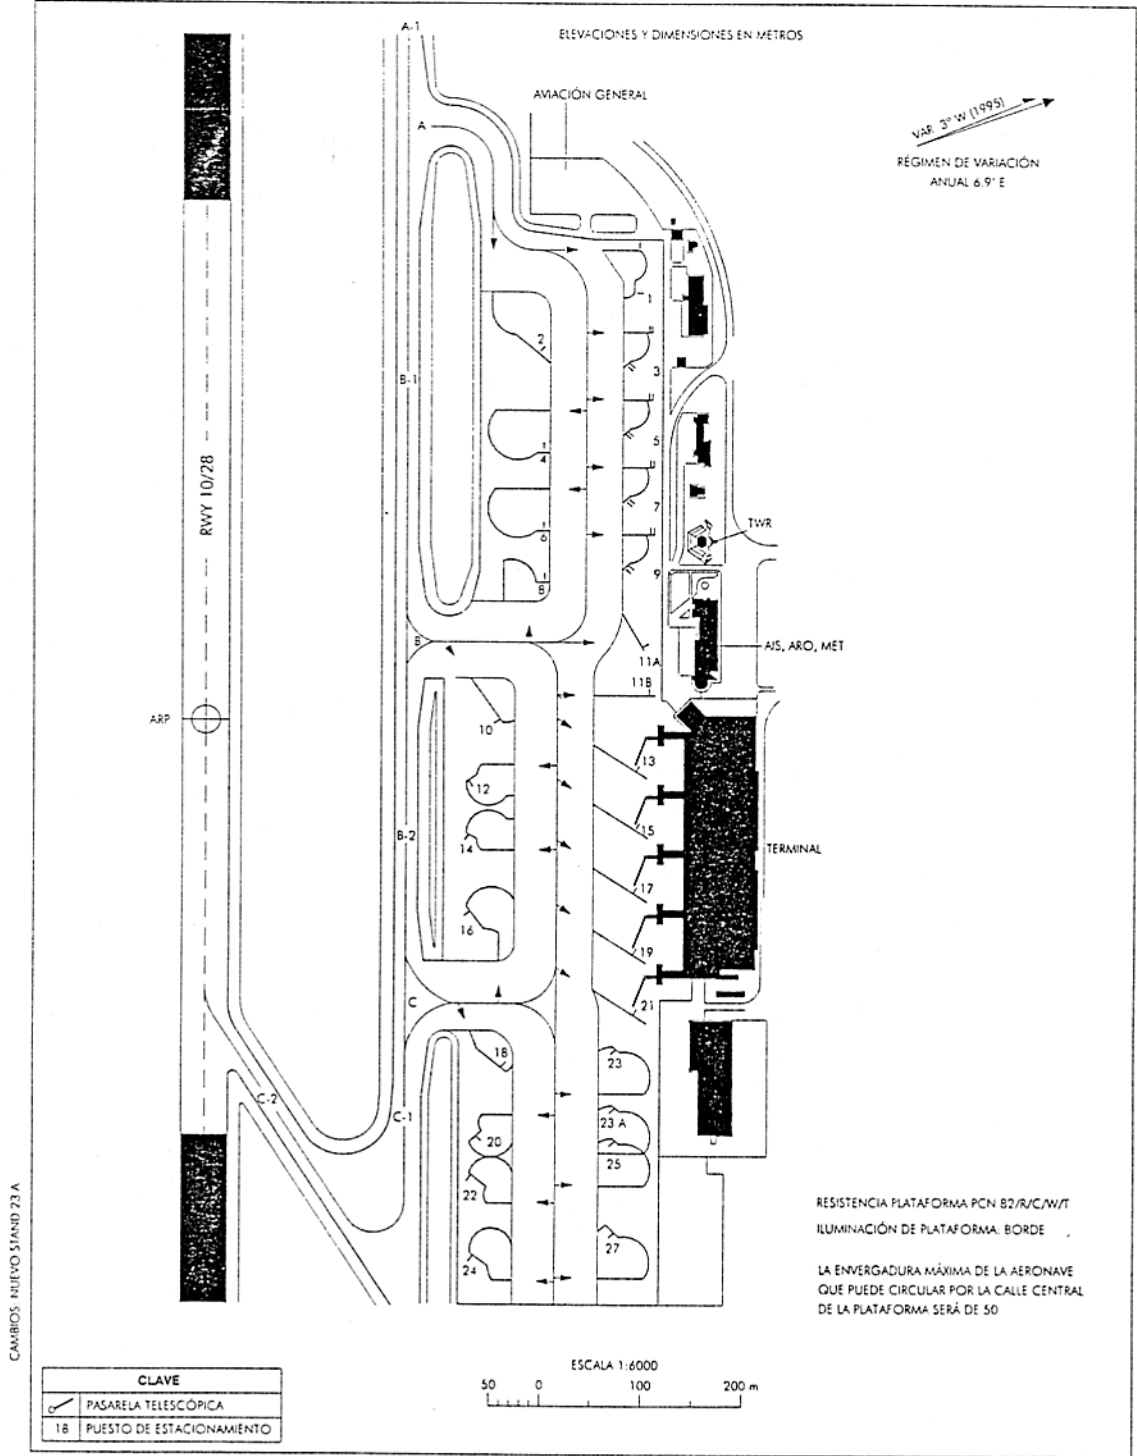 A-1
ELEVACIONES Y DIMENSIONES EN METROS
AVIACIÓN GENERAL
VAR. 3° W (1995)
A
RÉGIMEN DE VARIACIÓN
ANUAL 6.9' E
1
2
3
B-1
4
5
RWY 10/28
6
7
TWR
8
9
B
AIS, ARO, MET
11A
11B
ARP
10
13
12
15
B-2
14
TERMINAL
17
16
19
21
C
18
23
C-2
C-1
23 A
20
25
22
27
24
RESISTENCIA PLATAFORMA PCN 82/R/C/W/T
ILUMINACIÓN DE PLATAFORMA: BORDE
LA ENVERGADURA MÁXIMA DE LA AERONAVE
QUE PUEDE CIRCULAR POR LA CALLE CENTRAL
DE LA PLATAFORMA SERÁ DE 50
CAMBIOS: NUEVO STAND 23 A
ESCALA 1:6000
50 0 100 200 m
CLAVE
PASARELA TELESCÓPICA
18 PUESTO DE ESTACIONAMIENTO